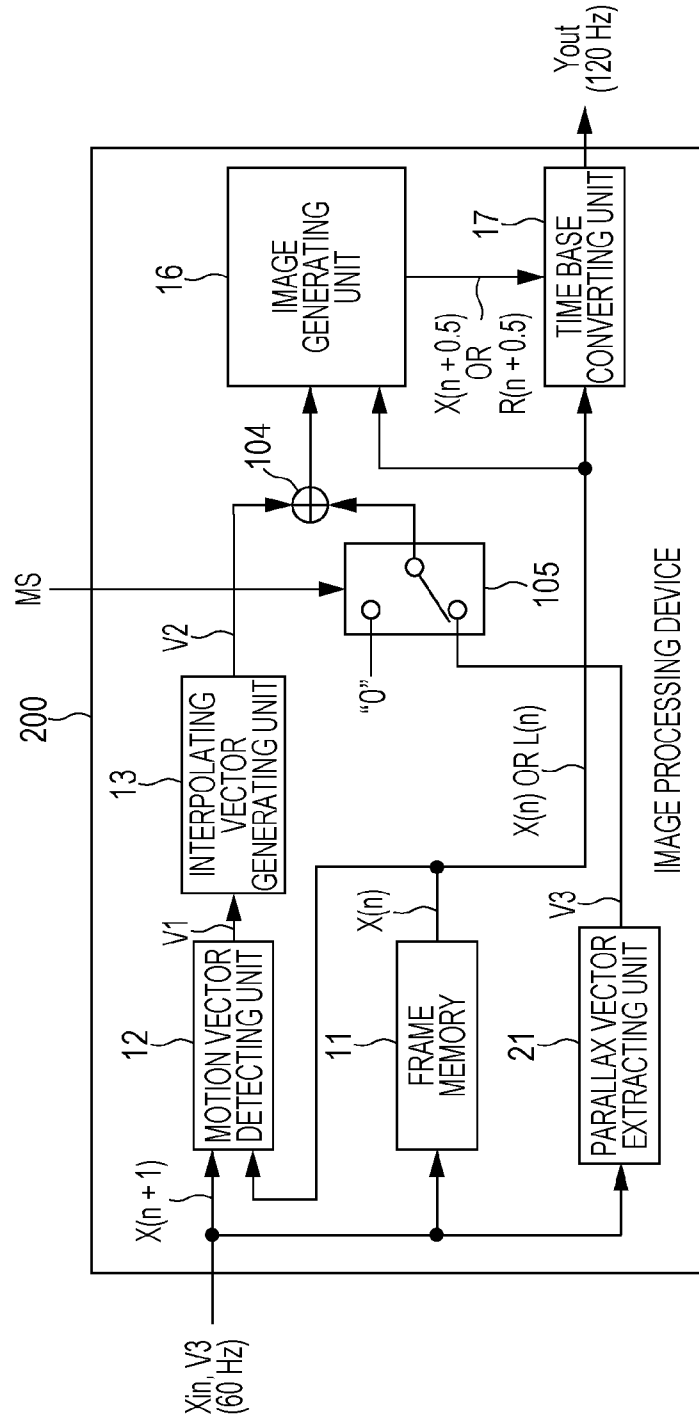 200
MS
Xin, V3
(60 Hz)
X(n + 1)
12
MOTION VECTOR
DETECTING UNIT
V1
13
INTERPOLATING
VECTOR
GENERATING UNIT
V2
104
16
IMAGE
GENERATING
UNIT
"0"
105
11
FRAME
MEMORY
X(n)
X(n + 0.5)
OR
R(n + 0.5)
17
TIME BASE
CONVERTING UNIT
Yout
(120 Hz)
X(n) OR L(n)
21
PARALLAX VECTOR
EXTRACTING UNIT
V3
IMAGE PROCESSING DEVICE